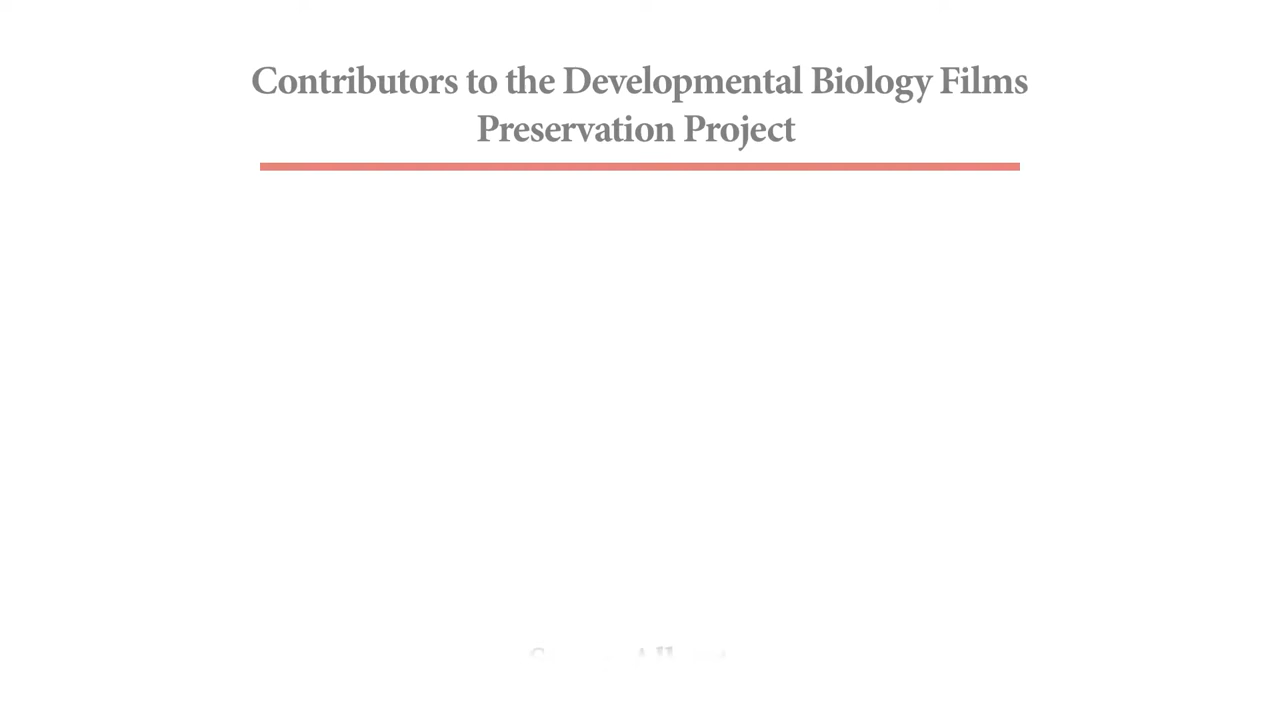 Contributors to the Developmental Biology Films
Preservation Project